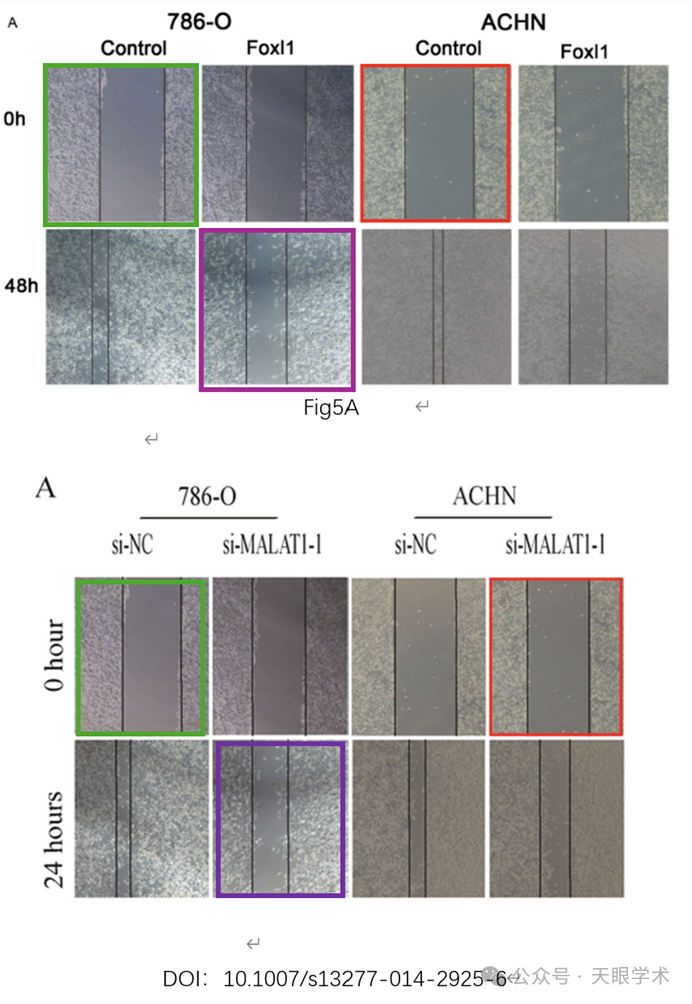 A
786-O ACHN
Control Foxl1 Control Foxl1
0h
48h
Fig5A ↵
↵
A
786-O ACHN
si-NC si-MALAT1-1 si-NC si-MALAT1-1
0 hour
24 hours
↵
DOI: 10.1007/s13277-014-2925-6↵
公众号 · 天眼学术